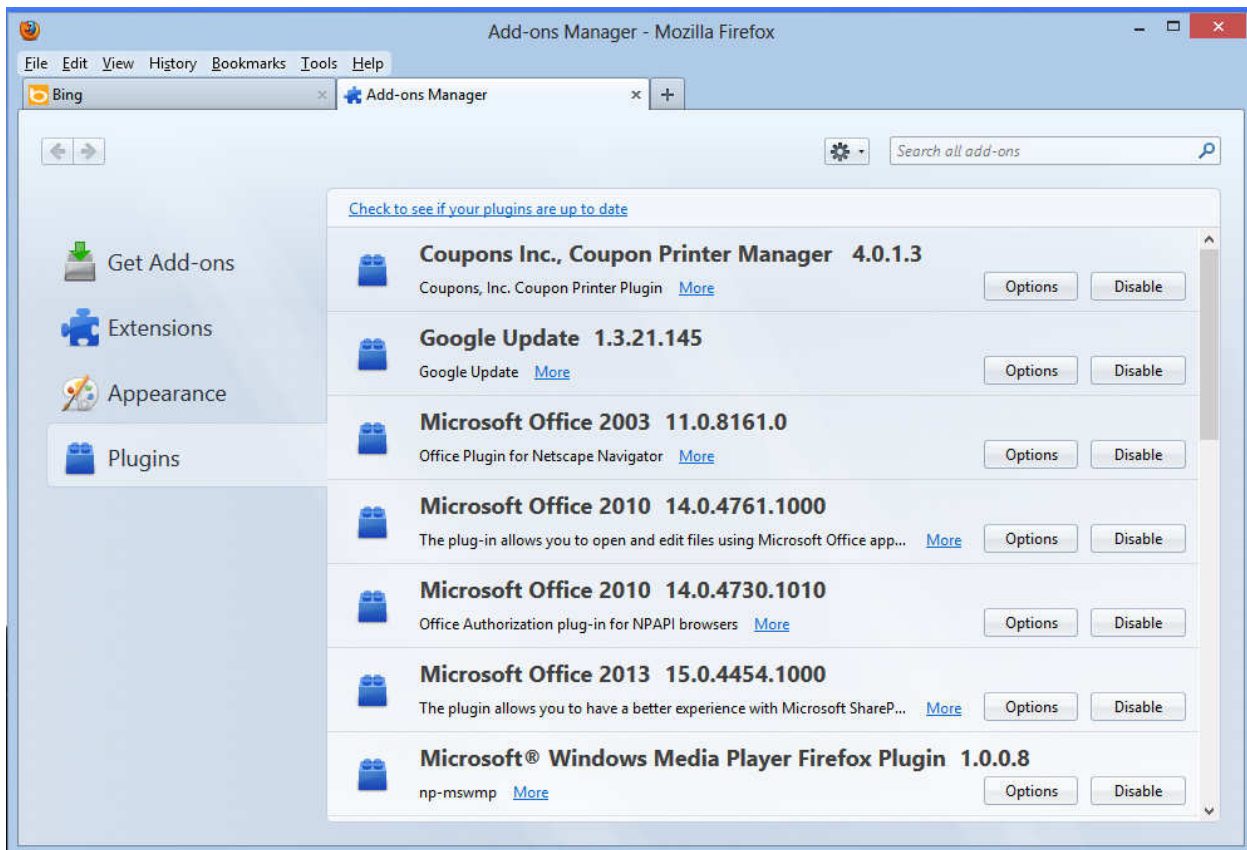 Add-ons Manager - Mozilla Firefox
File Edit View History Bookmarks Tools Help
Bing
Add-ons Manager
Search all add-ons
Check to see if your plugins are up to date
Get Add-ons
Extensions
Appearance
Plugins
Coupons Inc., Coupon Printer Manager 4.0.1.3
Coupons, Inc. Coupon Printer Plugin More
Options Disable
Google Update 1.3.21.145
Google Update More
Options Disable
Microsoft Office 2003 11.0.8161.0
Office Plugin for Netscape Navigator More
Options Disable
Microsoft Office 2010 14.0.4761.1000
The plug-in allows you to open and edit files using Microsoft Office app... More
Options Disable
Microsoft Office 2010 14.0.4730.1010
Office Authorization plug-in for NPAPI browsers More
Options Disable
Microsoft Office 2013 15.0.4454.1000
The plugin allows you to have a better experience with Microsoft ShareP... More
Options Disable
Microsoft® Windows Media Player Firefox Plugin 1.0.0.8
np-mswmp More
Options Disable